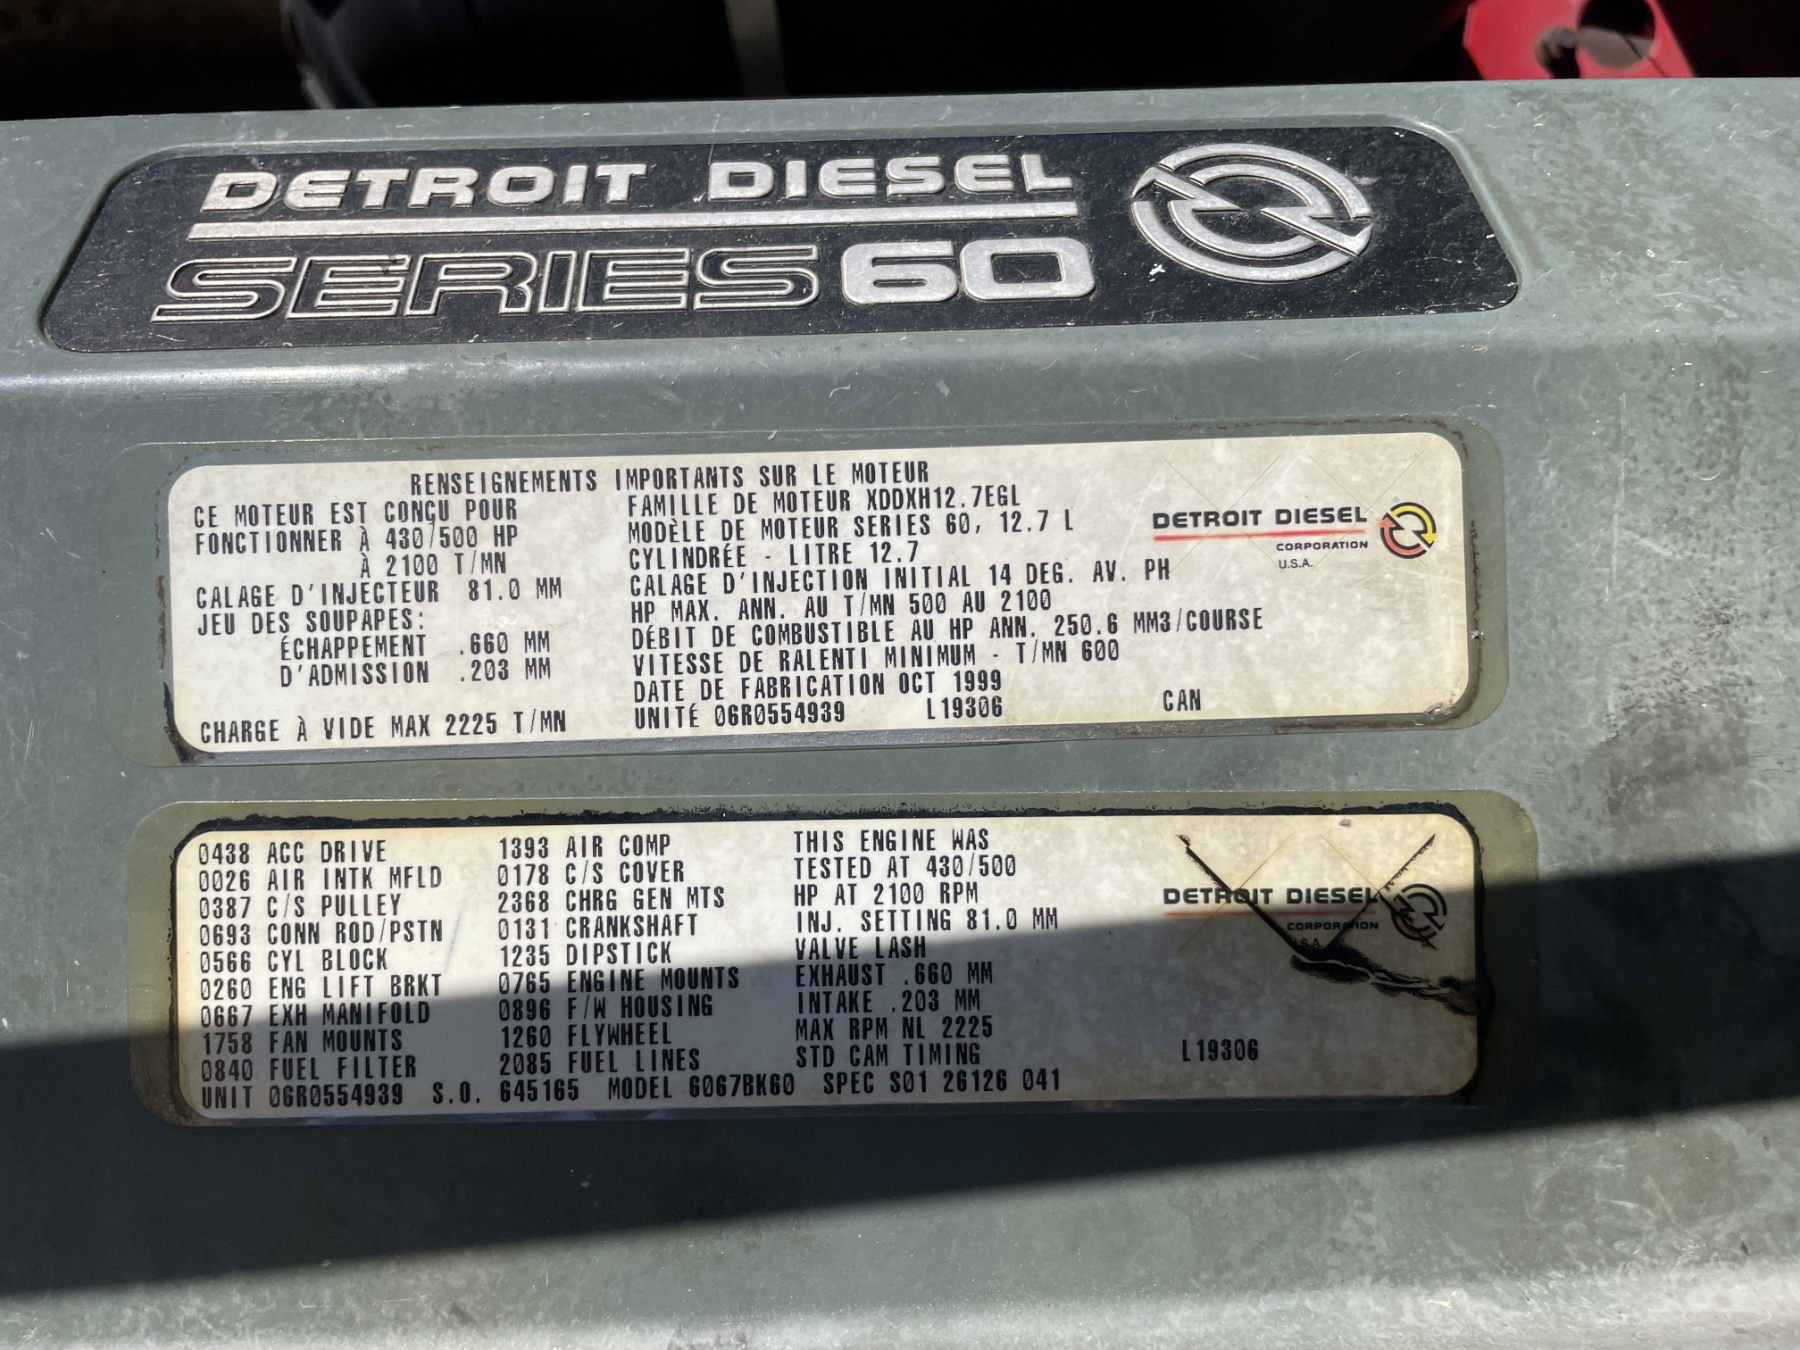 DETROIT DIESEL
SERIES 60
RENSEIGNEMENTS IMPORTANTS SUR LE MOTEUR
CE MOTEUR EST CONÇU POUR
FONCTIONNER À 430/500 HP
À 2100 T/MN
CALAGE D'INJECTEUR 81.0 MM
JEU DES SOUPAPES:
ÉCHAPPEMENT .660 MM
D'ADMISSION .203 MM
CHARGE À VIDE MAX 2225 T/MN
FAMILLE DE MOTEUR XDDXH12.7EGL
MODÈLE DE MOTEUR SERIES 60, 12.7 L
CYLINDRÉE - LITRE 12.7
CALAGE D'INJECTION INITIAL 14 DEG. AV. PH
HP MAX. ANN. AU T/MN 500 AU 2100
DÉBIT DE COMBUSTIBLE AU HP ANN. 250.6 MM3/COURSE
VITESSE DE RALENTI MINIMUM - T/MN 600
DATE DE FABRICATION OCT 1999
UNITÉ 06R0554939 L19306 CAN
DETROIT DIESEL
CORPORATION
U.S.A.
0438 ACC DRIVE
0026 AIR INTK MFLD
0387 C/S PULLEY
0693 CONN ROD/PSTN
0566 CYL BLOCK
0260 ENG LIFT BRKT
0667 EXH MANIFOLD
1758 FAN MOUNTS
0840 FUEL FILTER
1393 AIR COMP
0178 C/S COVER
2368 CHRG GEN MTS
0131 CRANKSHAFT
1235 DIPSTICK
0765 ENGINE MOUNTS
0896 F/W HOUSING
1260 FLYWHEEL
2085 FUEL LINES
THIS ENGINE WAS
TESTED AT 430/500
HP AT 2100 RPM
INJ. SETTING 81.0 MM
VALVE LASH
EXHAUST .660 MM
INTAKE .203 MM
MAX RPM NL 2225
STD CAM TIMING
L19306
UNIT 06R0554939 S.O. 645165 MODEL 6067BK60 SPEC S01 26126 041
DETROIT DIESEL
CORPORATION